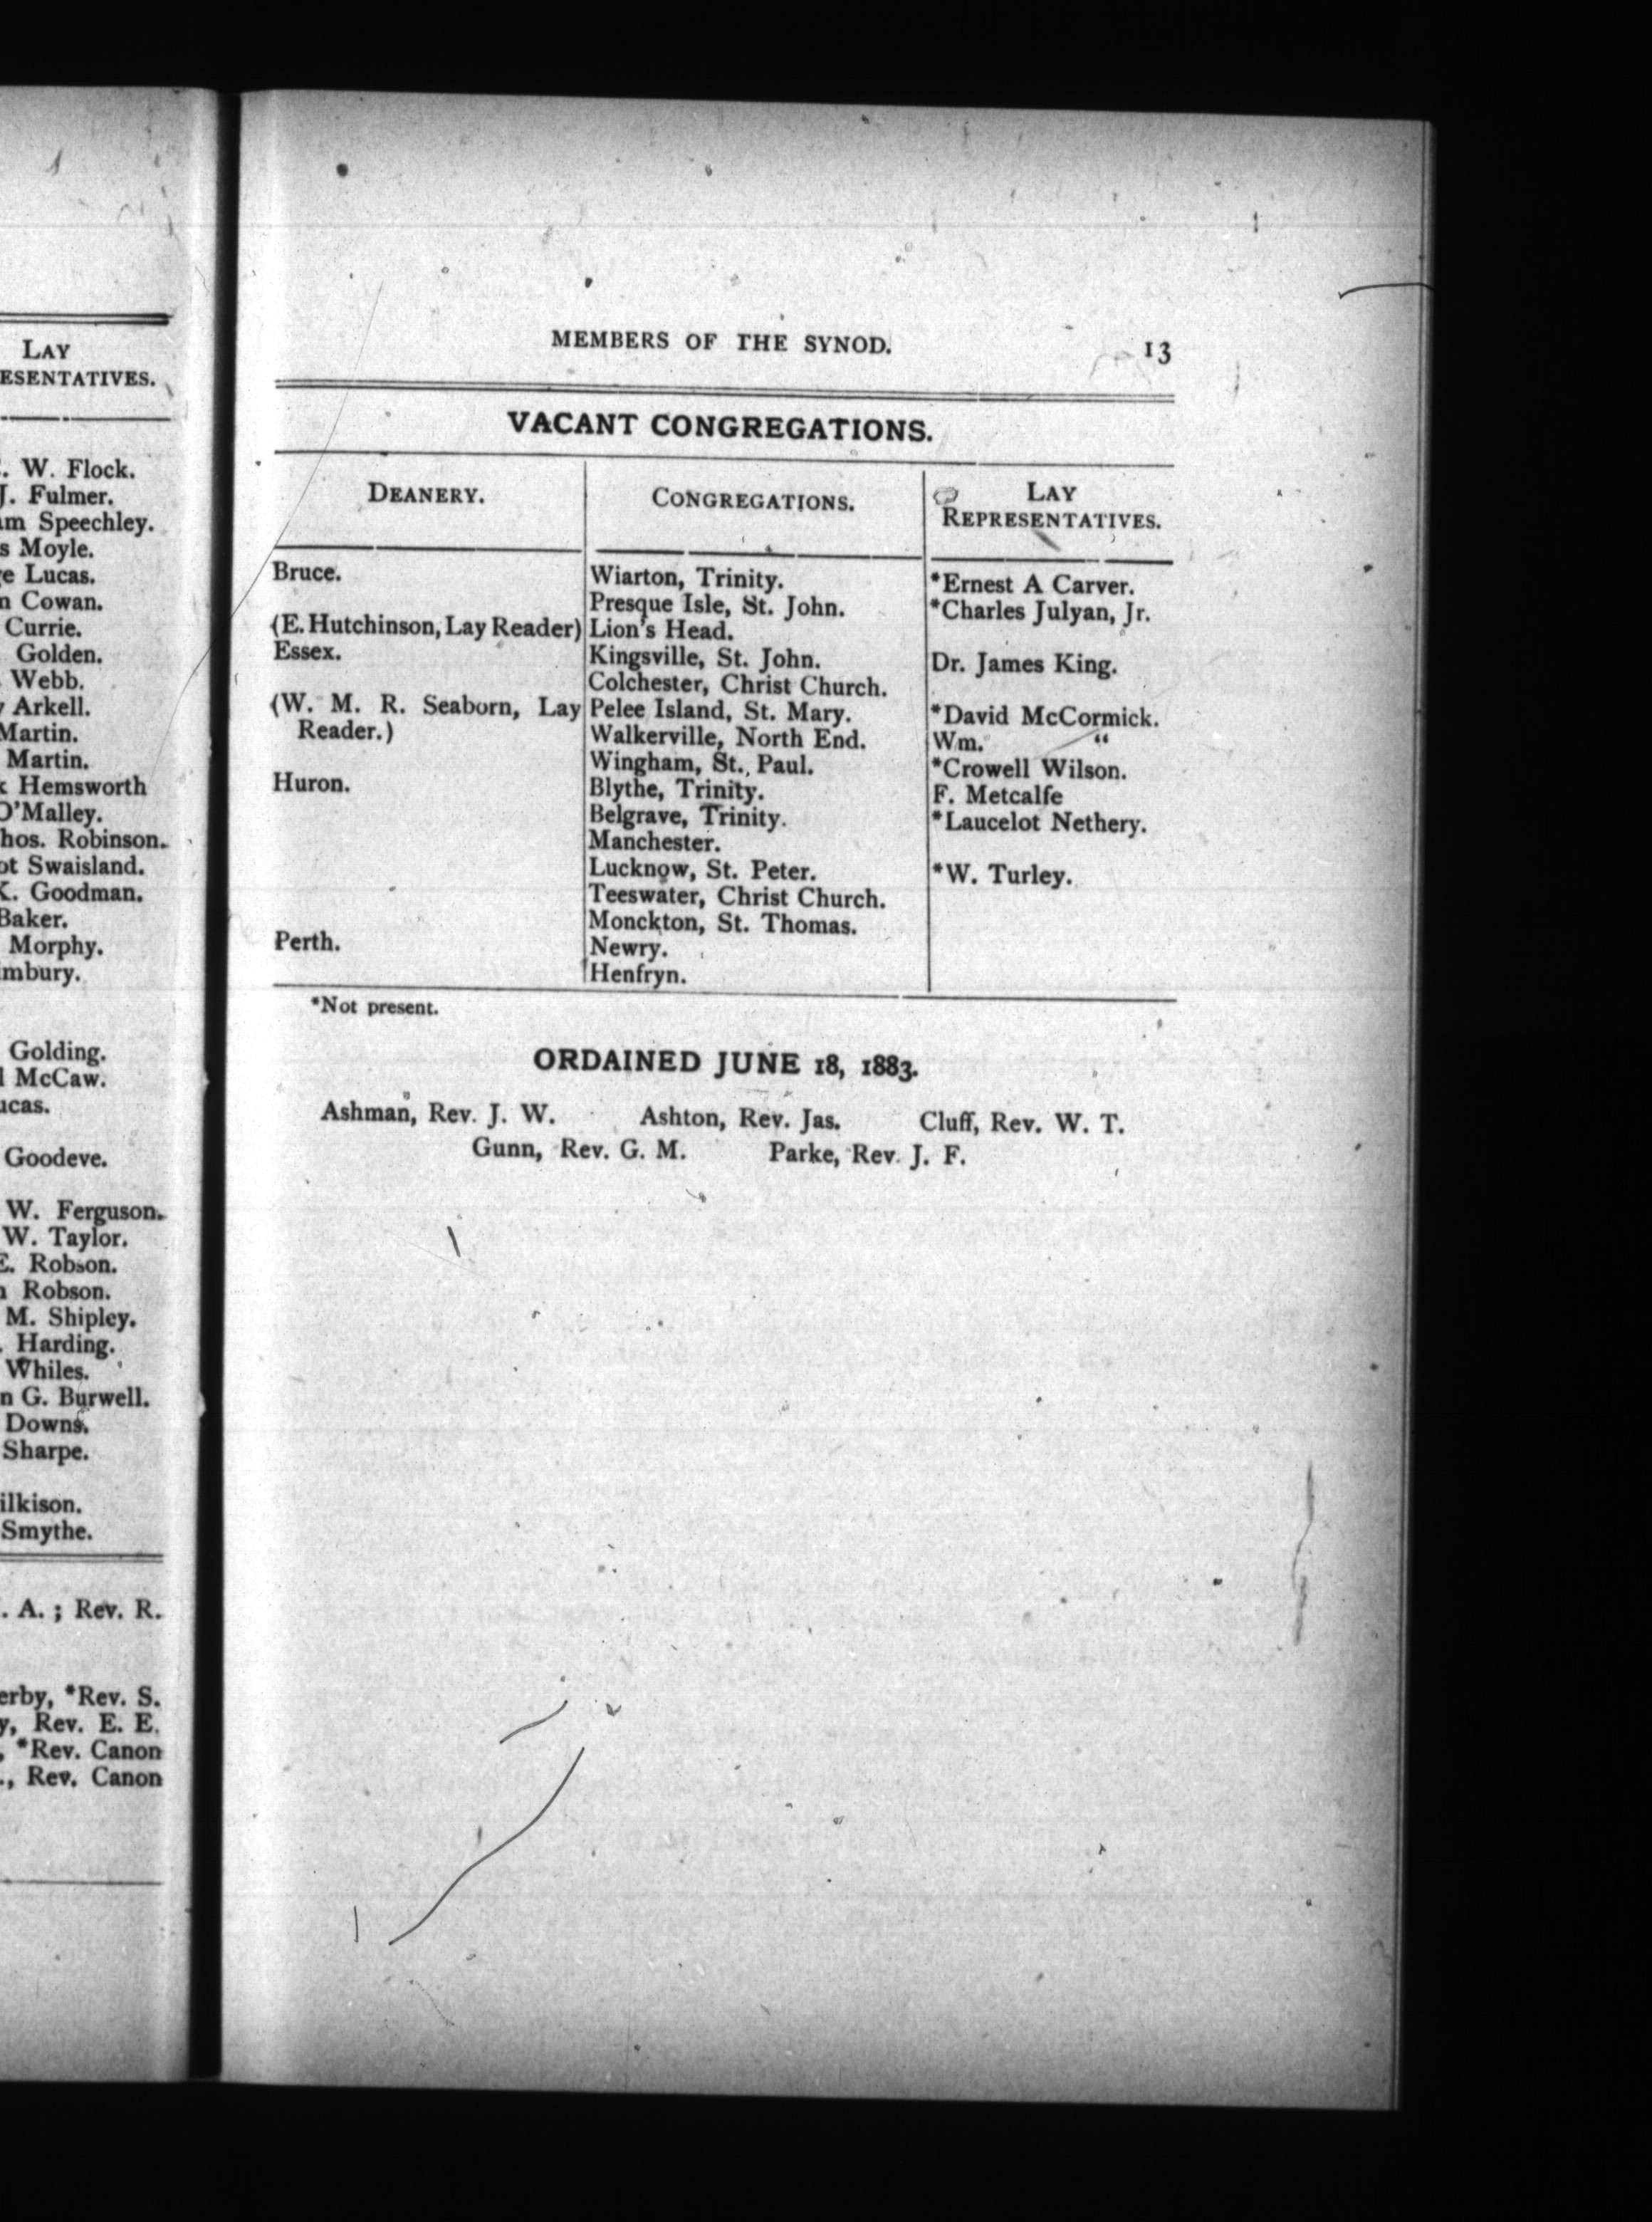 LAY
ESENTATIVES.
W. Flock.
J. Fulmer.
Speechley.
Moyle.
Lucas.
Cowan.
Currie.
Golden.
Webb.
Arkell.
Martin.
Martin.
Hemsworth
O'Malley.
hos. Robinson.
Swaisland.
K. Goodman.
Baker.
Morphy.
mbury.
Golding.
McCaw.
ucas.
Goodeve.
W. Ferguson.
W. Taylor.
E. Robson.
Robson.
M. Shipley.
Harding.
Whiles.
G. Burwell.
Downs.
Sharpe.
ilkison.
Smythe.
. A. ; Rev. R.
erby, *Rev. S.
y, Rev. E. E.
, *Rev. Canon
., Rev. Canon
MEMBERS OF THE SYNOD. 13
VACANT CONGREGATIONS.
DEANERY. CONGREGATIONS. LAY
REPRESENTATIVES.
Bruce. Wiarton, Trinity. *Ernest A Carver.
Presque Isle, St. John. *Charles Julyan, Jr.
(E. Hutchinson, Lay Reader) Lion's Head.
Essex. Kingsville, St. John. Dr. James King.
Colchester, Christ Church.
(W. M. R. Seaborn, Lay Pelee Island, St. Mary. *David McCormick.
Reader.) Walkerville, North End. Wm. "
Wingham, St. Paul. *Crowell Wilson.
Huron. Blythe, Trinity. F. Metcalfe
Belgrave, Trinity. *Laucelot Nethery.
Manchester.
Lucknow, St. Peter. *W. Turley.
Teeswater, Christ Church.
Monckton, St. Thomas.
Perth. Newry.
Henfryn.
*Not present.
ORDAINED JUNE 18, 1883.
Ashman, Rev. J. W. Ashton, Rev. Jas. Cluff, Rev. W. T.
Gunn, Rev. G. M. Parke, Rev. J. F.